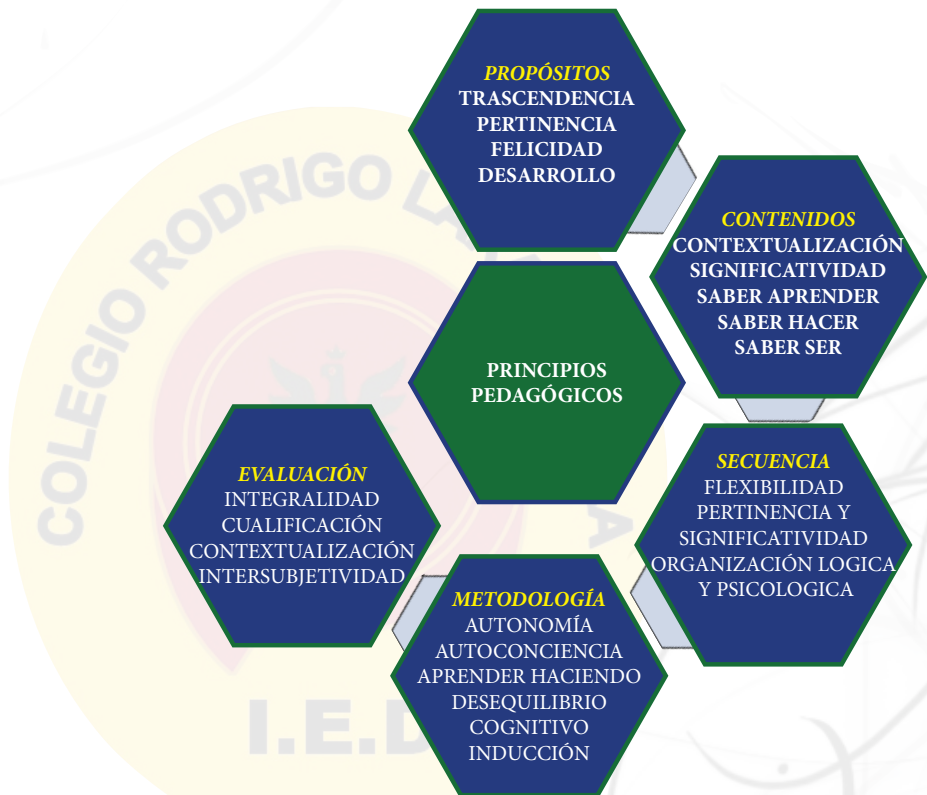 PROPÓSITOS
TRASCENDENCIA
PERTINENCIA
FELICIDAD
DESARROLLO
CONTENIDOS
CONTEXTUALIZACIÓN
SIGNIFICATIVIDAD
SABER APRENDER
SABER HACER
SABER SER
PRINCIPIOS
PEDAGÓGICOS
SECUENCIA
FLEXIBILIDAD
PERTINENCIA Y
SIGNIFICATIVIDAD
ORGANIZACIÓN LOGICA
Y PSICOLOGICA
METODOLOGÍA
AUTONOMÍA
AUTOCONCIENCIA
APRENDER HACIENDO
DESEQUILIBRIO
COGNITIVO
INDUCCIÓN
EVALUACIÓN
INTEGRALIDAD
CUALIFICACIÓN
CONTEXTUALIZACIÓN
INTERSUBJETIVIDAD
COLEGIO RODRIGO
I.E.D